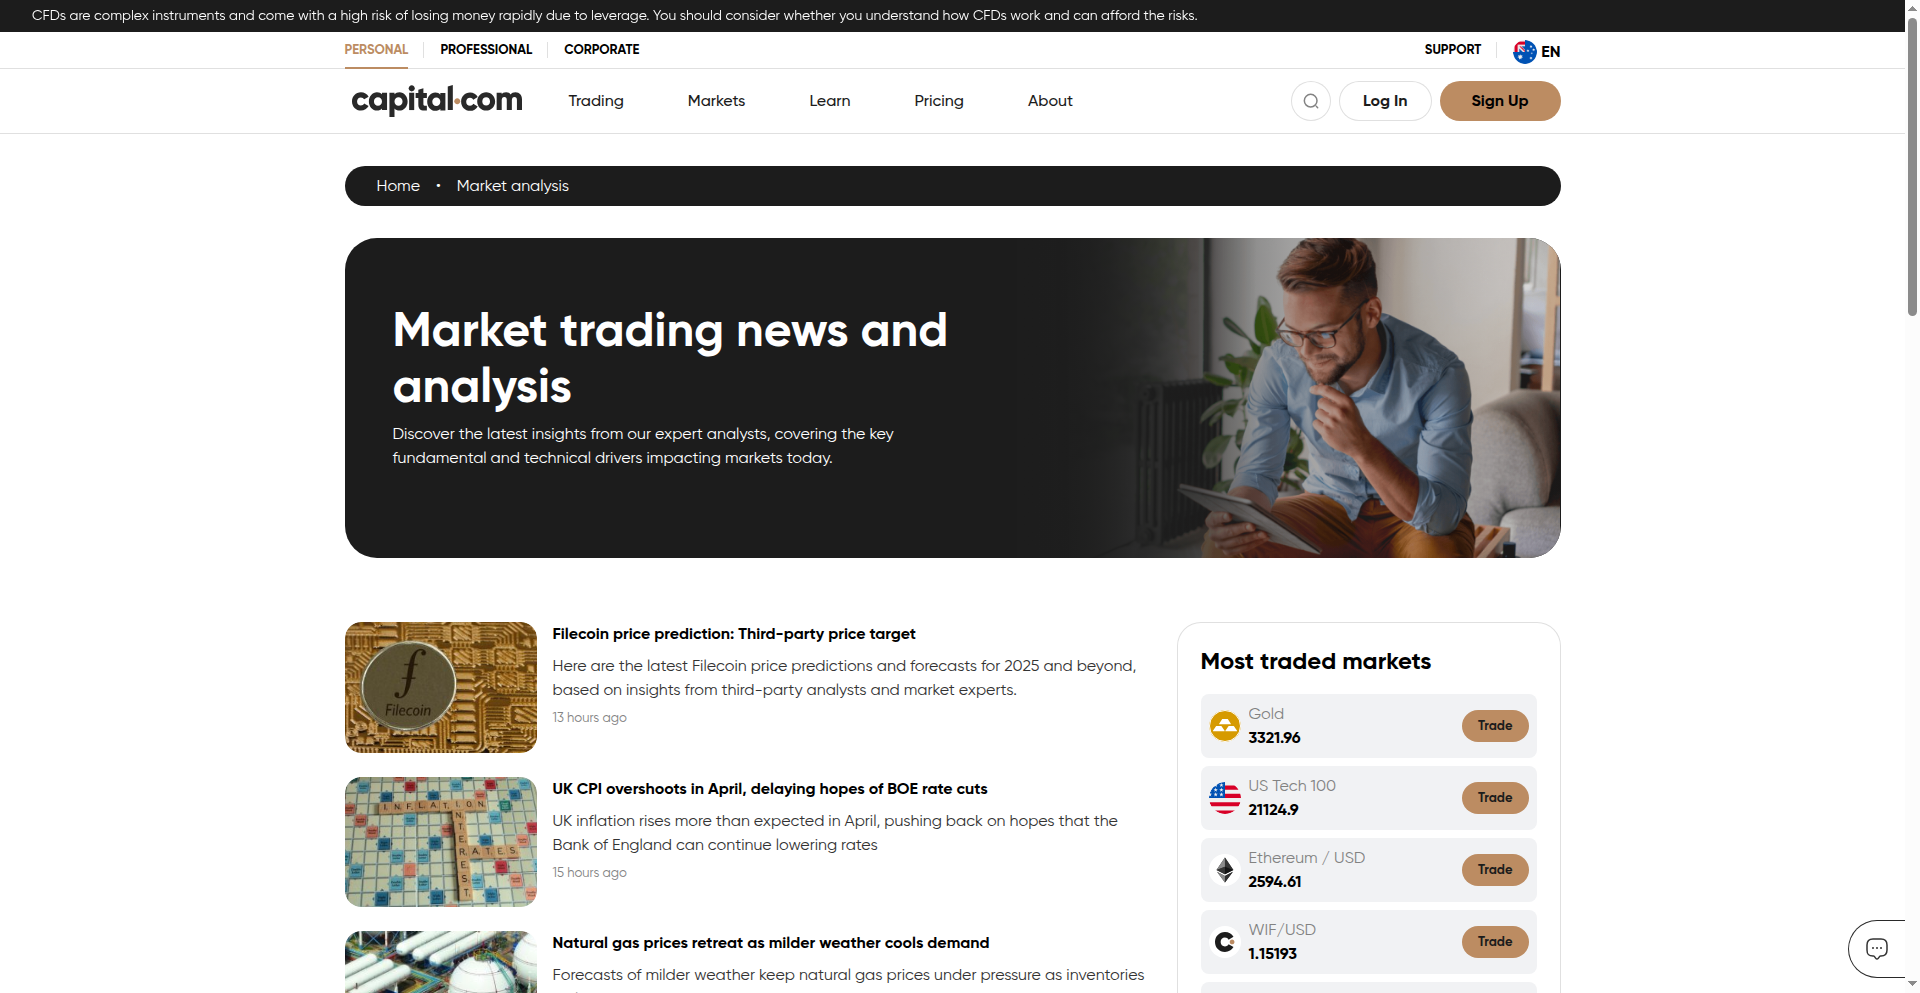 CFDs are complex instruments and come with a high risk of losing money rapidly due to leverage. You should consider whether you understand how CFDs work and can afford the risks.
PERSONAL
PROFESSIONAL
CORPORATE
SUPPORT
EN
capital.com
Trading
Markets
Learn
Pricing
About
Log In
Sign Up
Home • Market analysis
Market trading news and
analysis
Discover the latest insights from our expert analysts, covering the key
fundamental and technical drivers impacting markets today.
Filecoin
Filecoin price prediction: Third-party price target
Here are the latest Filecoin price predictions and forecasts for 2025 and beyond,
based on insights from third-party analysts and market experts.
13 hours ago
INFLATION
INTEREST
RATES
UK CPI overshoots in April, delaying hopes of BOE rate cuts
UK inflation rises more than expected in April, pushing back on hopes that the
Bank of England can continue lowering rates
15 hours ago
Natural gas prices retreat as milder weather cools demand
Forecasts of milder weather keep natural gas prices under pressure as inventories
Most traded markets
Gold
3321.96
Trade
US Tech 100
21124.9
Trade
Ethereum / USD
2594.61
Trade
WIF/USD
1.15193
Trade